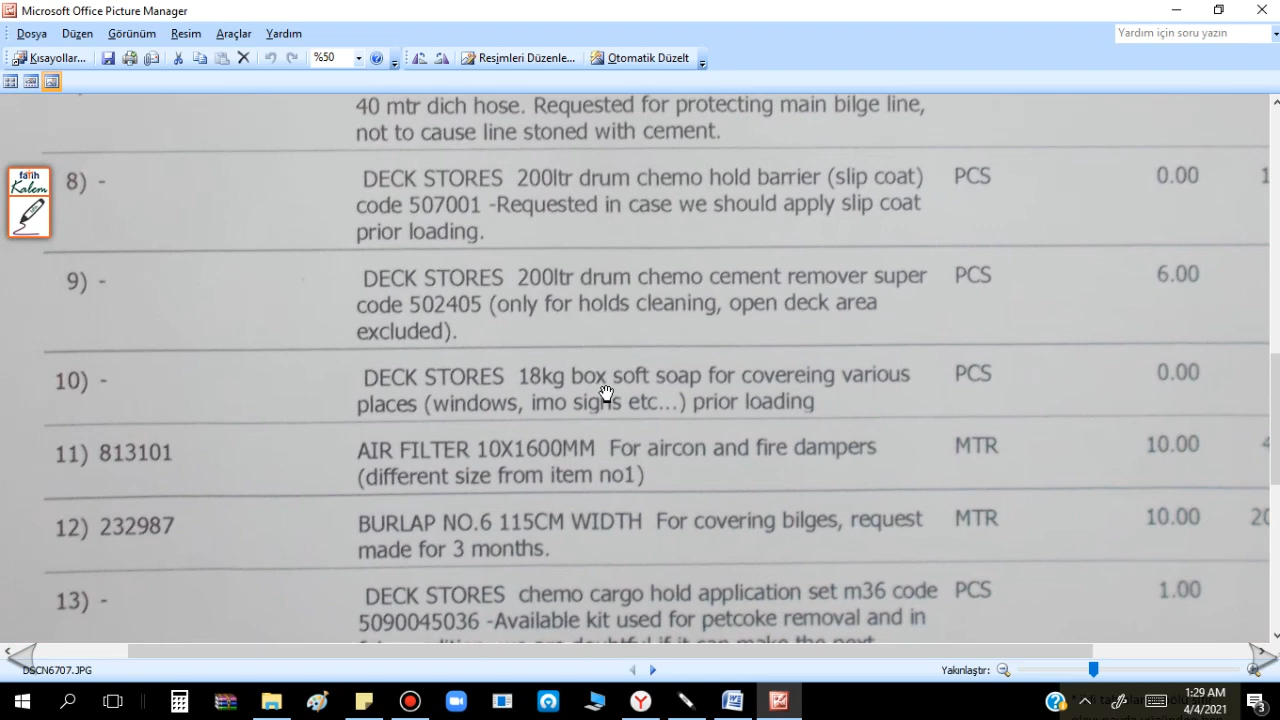 Microsoft Office Picture Manager
Dosya Düzen Görünüm Resim Araçlar Yardım
Yardım için soru yazın
Kısayollar... %50 Resimleri Düzenle... Otomatik Düzelt
40 mtr dich hose. Requested for protecting main bilge line,
not to cause line stoned with cement.
fatih
Kalem
8) - DECK STORES 200ltr drum chemo hold barrier (slip coat) PCS 0.00 1
code 507001 -Requested in case we should apply slip coat
prior loading.
9) - DECK STORES 200ltr drum chemo cement remover super PCS 6.00
code 502405 (only for holds cleaning, open deck area
excluded).
10) - DECK STORES 18kg box soft soap for covereing various PCS 0.00
places (windows, imo signs etc...) prior loading
11) 813101 AIR FILTER 10X1600MM For aircon and fire dampers MTR 10.00 4
(different size from item no1)
12) 232987 BURLAP NO.6 115CM WIDTH For covering bilges, request MTR 10.00 20
made for 3 months.
13) - DECK STORES chemo cargo hold application set m36 code PCS 1.00
5090045036 -Available kit used for petcoke removal and in
DSCN6707.JPG Yakınlaştır:
1:29 AM
4/4/2021
3